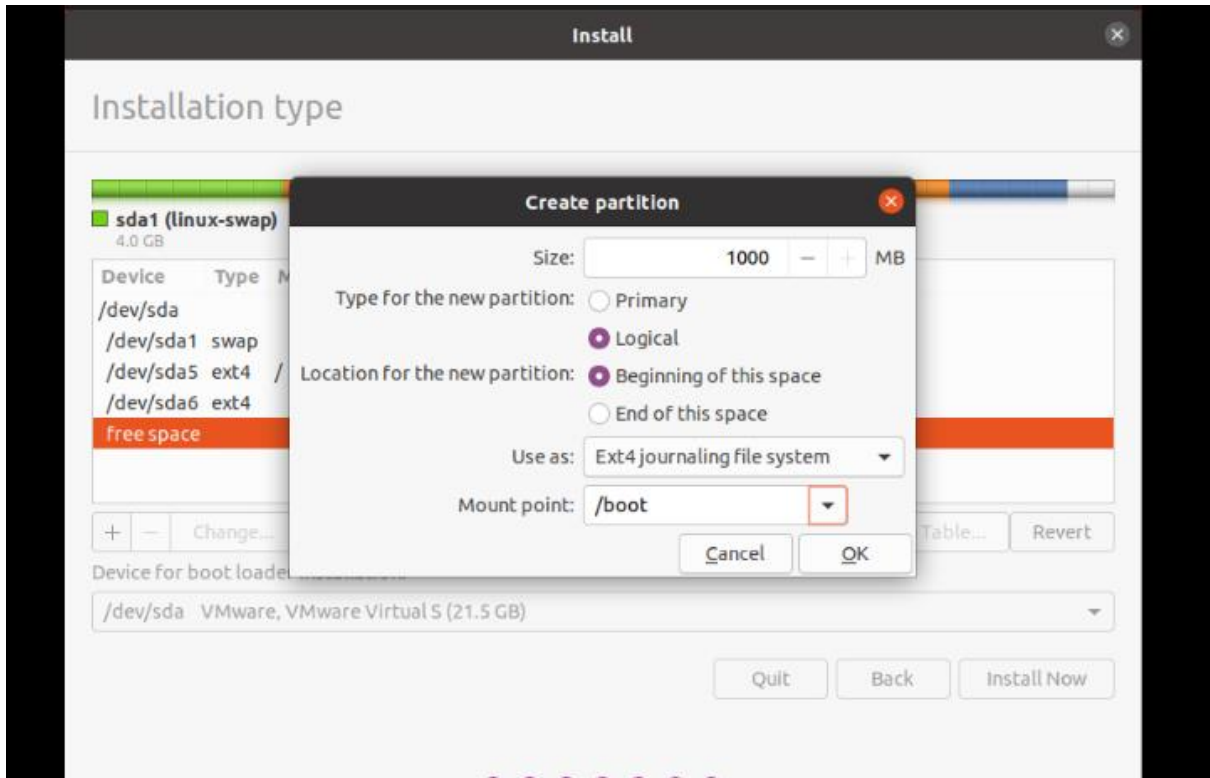 Install
Installation type
sda1 (linux-swap)
4.0 GB
Device Type
/dev/sda
/dev/sda1 swap
/dev/sda5 ext4 /
/dev/sda6 ext4
free space
Create partition
Size: 1000 MB
Type for the new partition: Primary
Logical
Location for the new partition: Beginning of this space
End of this space
Use as: Ext4 journaling file system
Mount point: /boot
Cancel OK
+ − Change... Table... Revert
Device for boot loader
/dev/sda VMware, VMware Virtual S (21.5 GB)
Quit Back Install Now